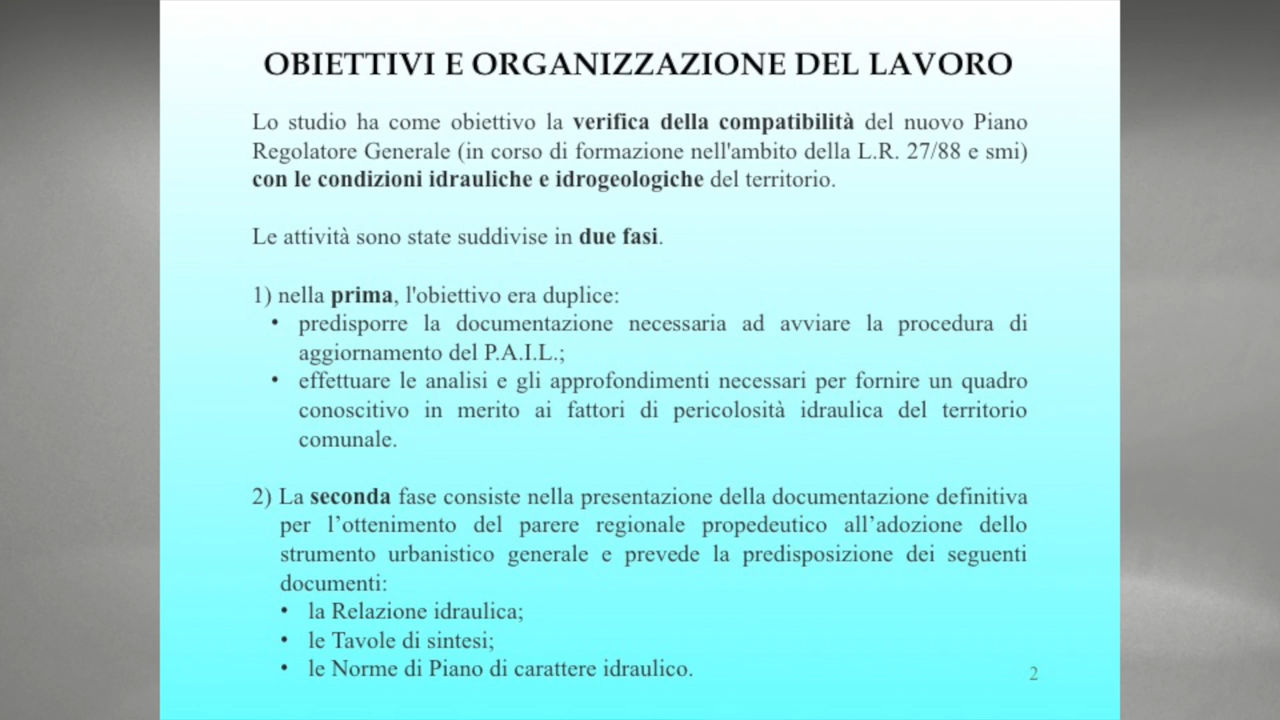 OBIETTIVI E ORGANIZZAZIONE DEL LAVORO
Lo studio ha come obiettivo la verifica della compatibilità del nuovo Piano
Regolatore Generale (in corso di formazione nell'ambito della L.R. 27/88 e smi)
con le condizioni idrauliche e idrogeologiche del territorio.
Le attività sono state suddivise in due fasi.
1) nella prima, l'obiettivo era duplice:
• predisporre la documentazione necessaria ad avviare la procedura di
aggiornamento del P.A.I.L.;
• effettuare le analisi e gli approfondimenti necessari per fornire un quadro
conoscitivo in merito ai fattori di pericolosità idraulica del territorio
comunale.
2) La seconda fase consiste nella presentazione della documentazione definitiva
per l’ottenimento del parere regionale propedeutico all’adozione dello
strumento urbanistico generale e prevede la predisposizione dei seguenti
documenti:
• la Relazione idraulica;
• le Tavole di sintesi;
• le Norme di Piano di carattere idraulico.
2